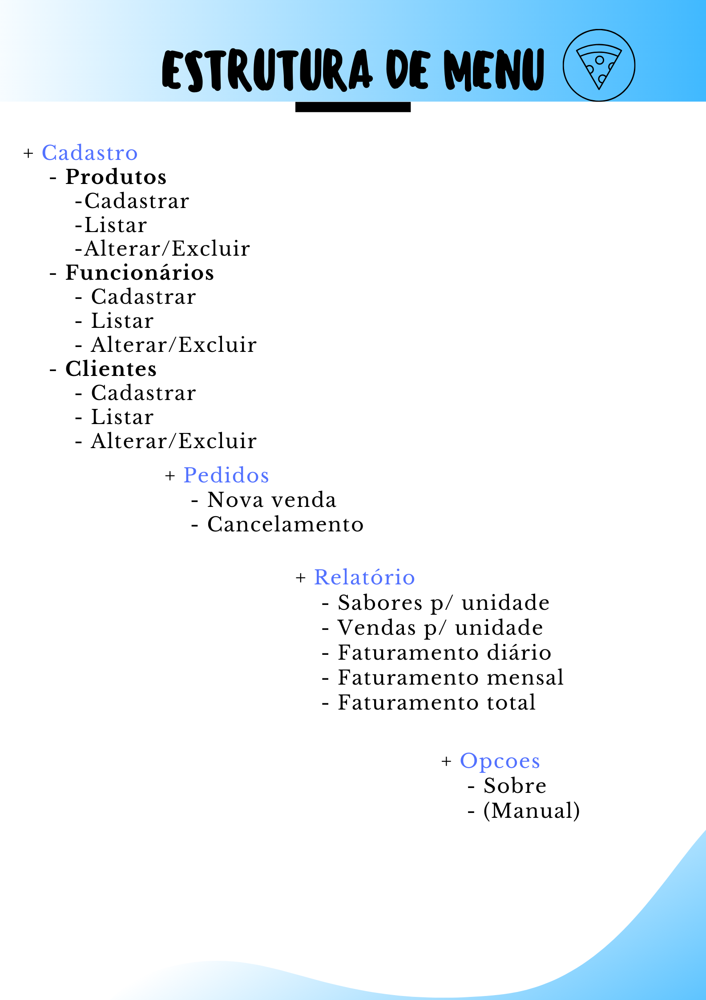 ESTRUTURA DE MENU
+ Cadastro
- Produtos
-Cadastrar
-Listar
-Alterar/Excluir
- Funcionários
- Cadastrar
- Listar
- Alterar/Excluir
- Clientes
- Cadastrar
- Listar
- Alterar/Excluir
+ Pedidos
- Nova venda
- Cancelamento
+ Relatório
- Sabores p/ unidade
- Vendas p/ unidade
- Faturamento diário
- Faturamento mensal
- Faturamento total
+ Opcoes
- Sobre
- (Manual)